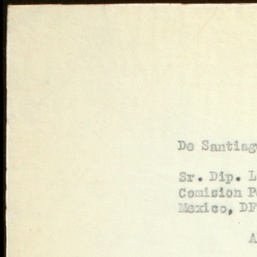 De Santiag
Sr. Dip. L
Comision P
Mexico, DF
A